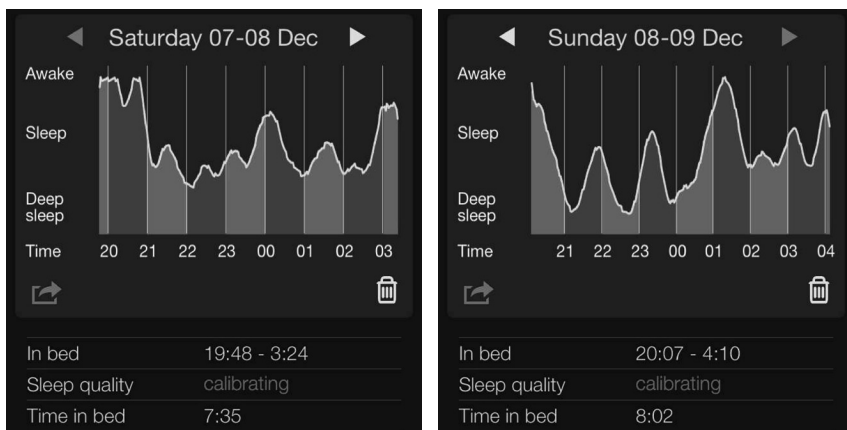 Saturday 07-08 Dec
Awake
Sleep
Deep
sleep
Time 20 21 22 23 00 01 02 03
In bed 19:48 - 3:24
Sleep quality calibrating
Time in bed 7:35
Sunday 08-09 Dec
Awake
Sleep
Deep
sleep
Time 21 22 23 00 01 02 03 04
In bed 20:07 - 4:10
Sleep quality calibrating
Time in bed 8:02